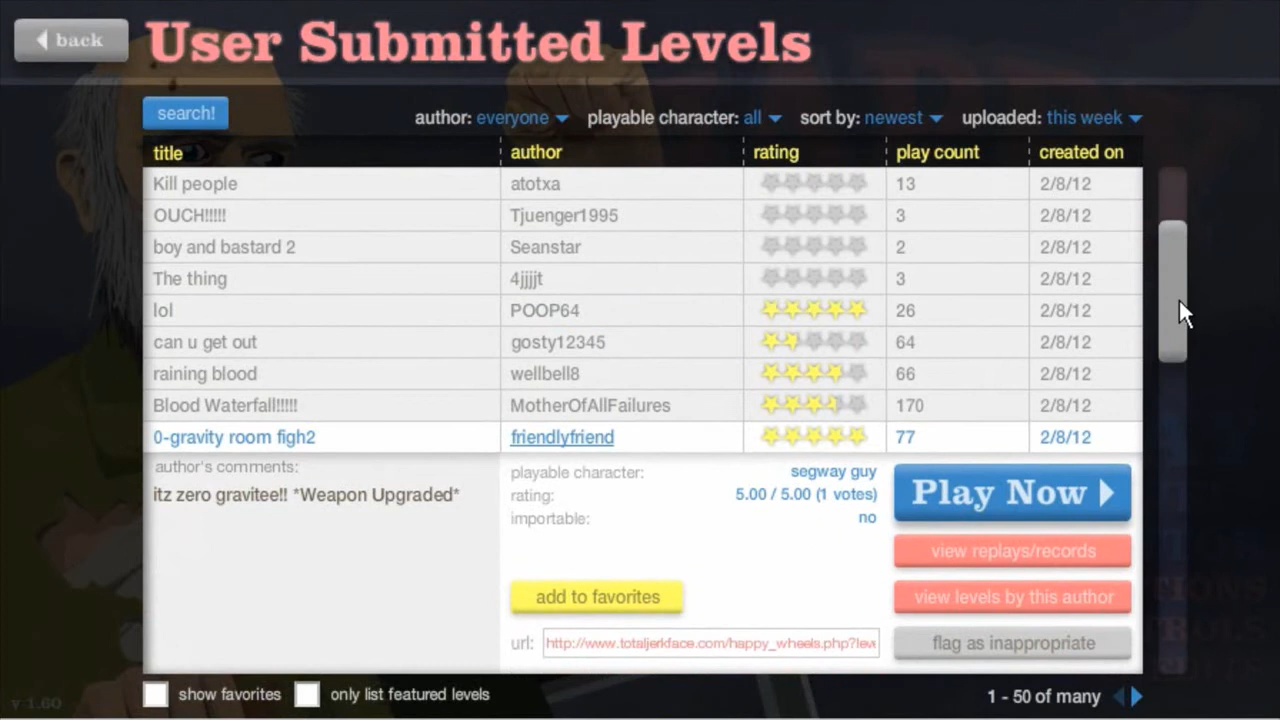 back
User Submitted Levels
search!
author: everyone playable character: all sort by: newest uploaded: this week
title author rating play count created on
Kill people atotxa 13 2/8/12
OUCH!!!!! Tjuenger1995 3 2/8/12
boy and bastard 2 Seanstar 2 2/8/12
The thing 4jjjjt 3 2/8/12
lol POOP64 26 2/8/12
can u get out gosty12345 64 2/8/12
raining blood wellbell8 66 2/8/12
Blood Waterfall!!!!! MotherOfAllFailures 170 2/8/12
0-gravity room figh2 friendlyfriend 77 2/8/12
author's comments:
itz zero gravitee!! *Weapon Upgraded*
playable character: segway guy
rating: 5.00 / 5.00 (1 votes)
importable: no
Play Now
view replays/records
add to favorites
view levels by this author
url: http://www.totaljerkface.com/happy_wheels.php?lev
flag as inappropriate
show favorites only list featured levels
1 - 50 of many
v 1.60